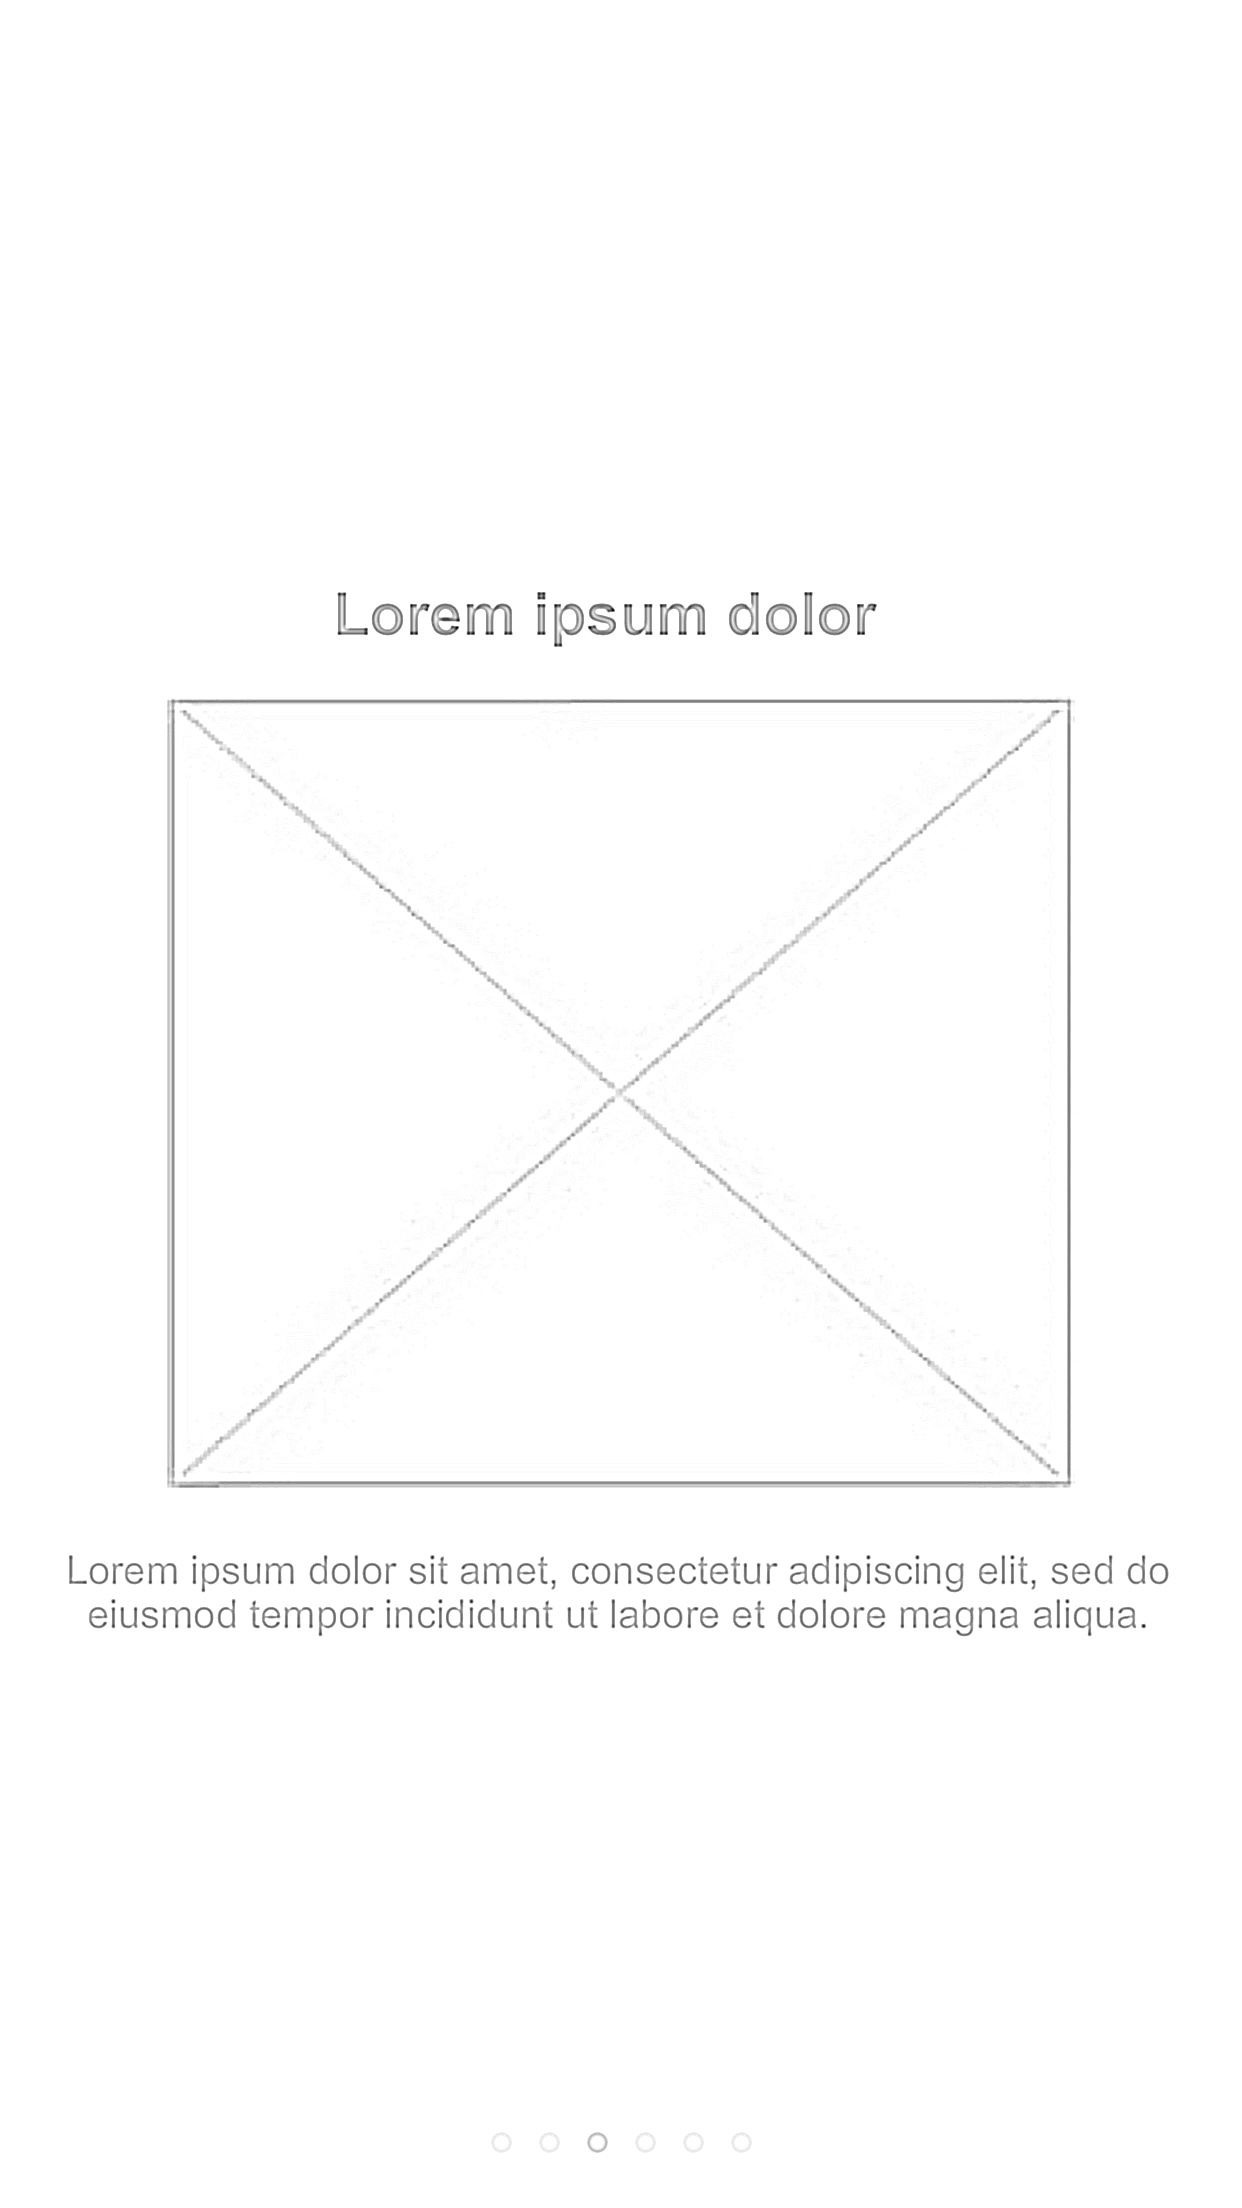 Lorem ipsum dolor
Lorem ipsum dolor sit amet, consectetur adipiscing elit, sed do
eiusmod tempor incididunt ut labore et dolore magna aliqua.